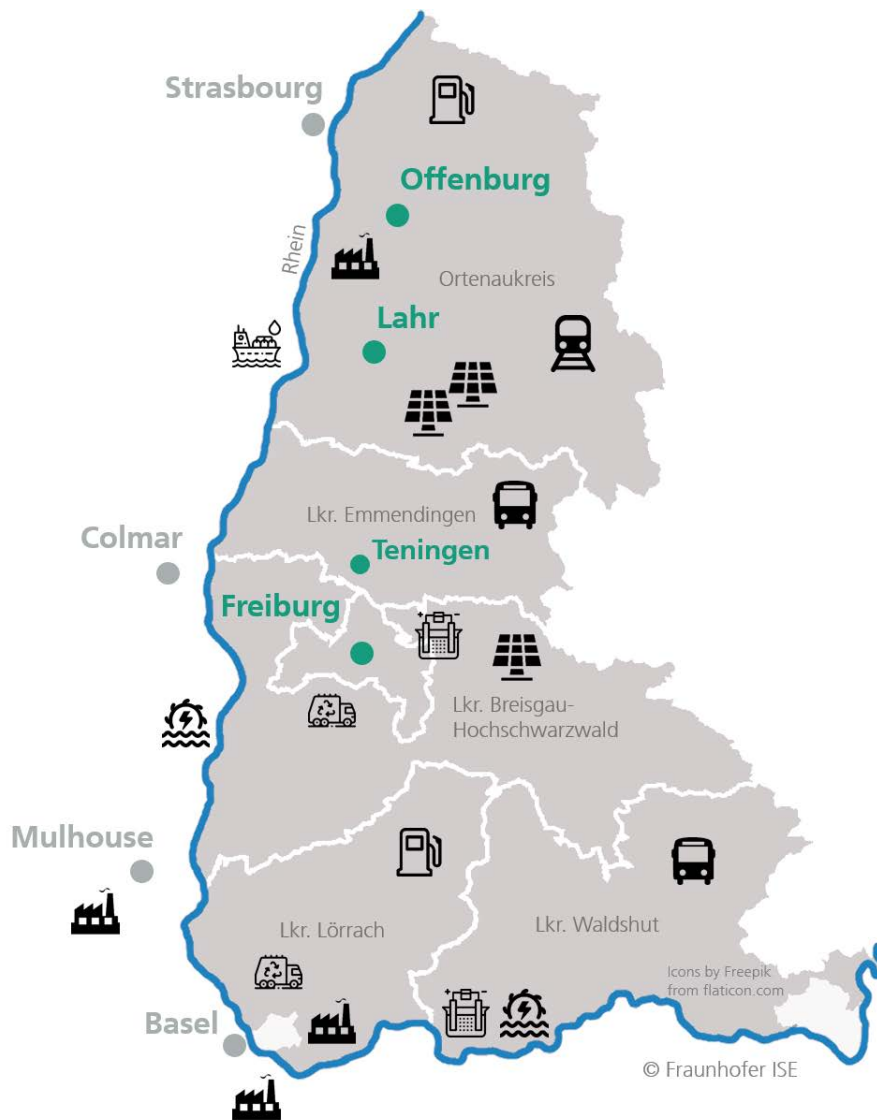 Strasbourg
Offenburg
Rhein
Ortenaukreis
Lahr
Lkr. Emmendingen
Colmar
Teningen
Freiburg
Lkr. Breisgau-
Hochschwarzwald
Mulhouse
Lkr. Lörrach
Lkr. Waldshut
Icons by Freepik
from flaticon.com
Basel
© Fraunhofer ISE